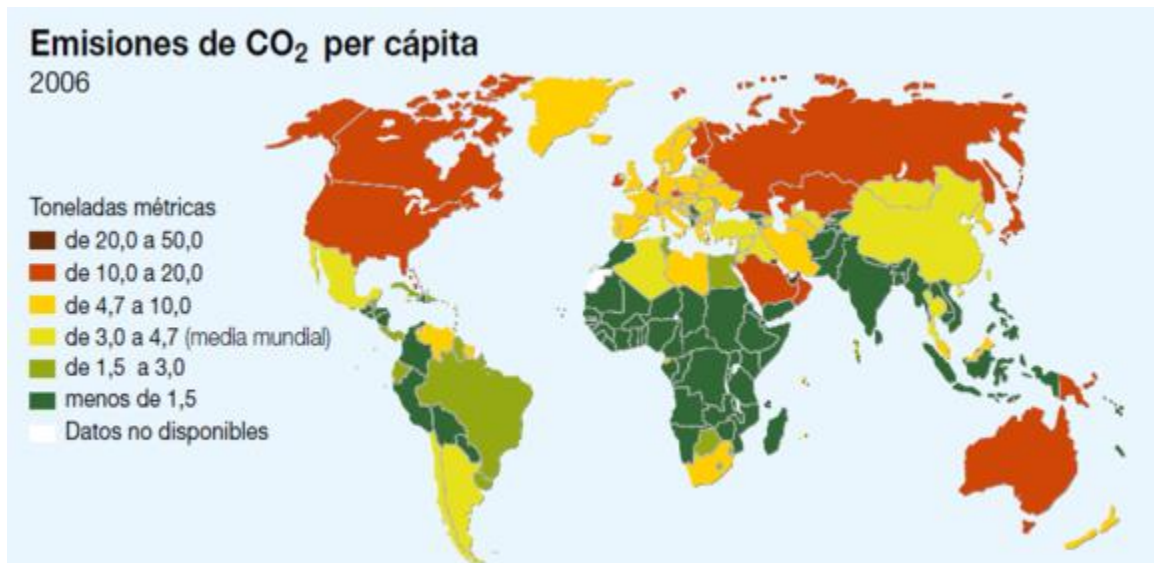 Emisiones de CO₂ per cápita
2006
Toneladas métricas
de 20,0 a 50,0
de 10,0 a 20,0
de 4,7 a 10,0
de 3,0 a 4,7 (media mundial)
de 1,5 a 3,0
menos de 1,5
Datos no disponibles